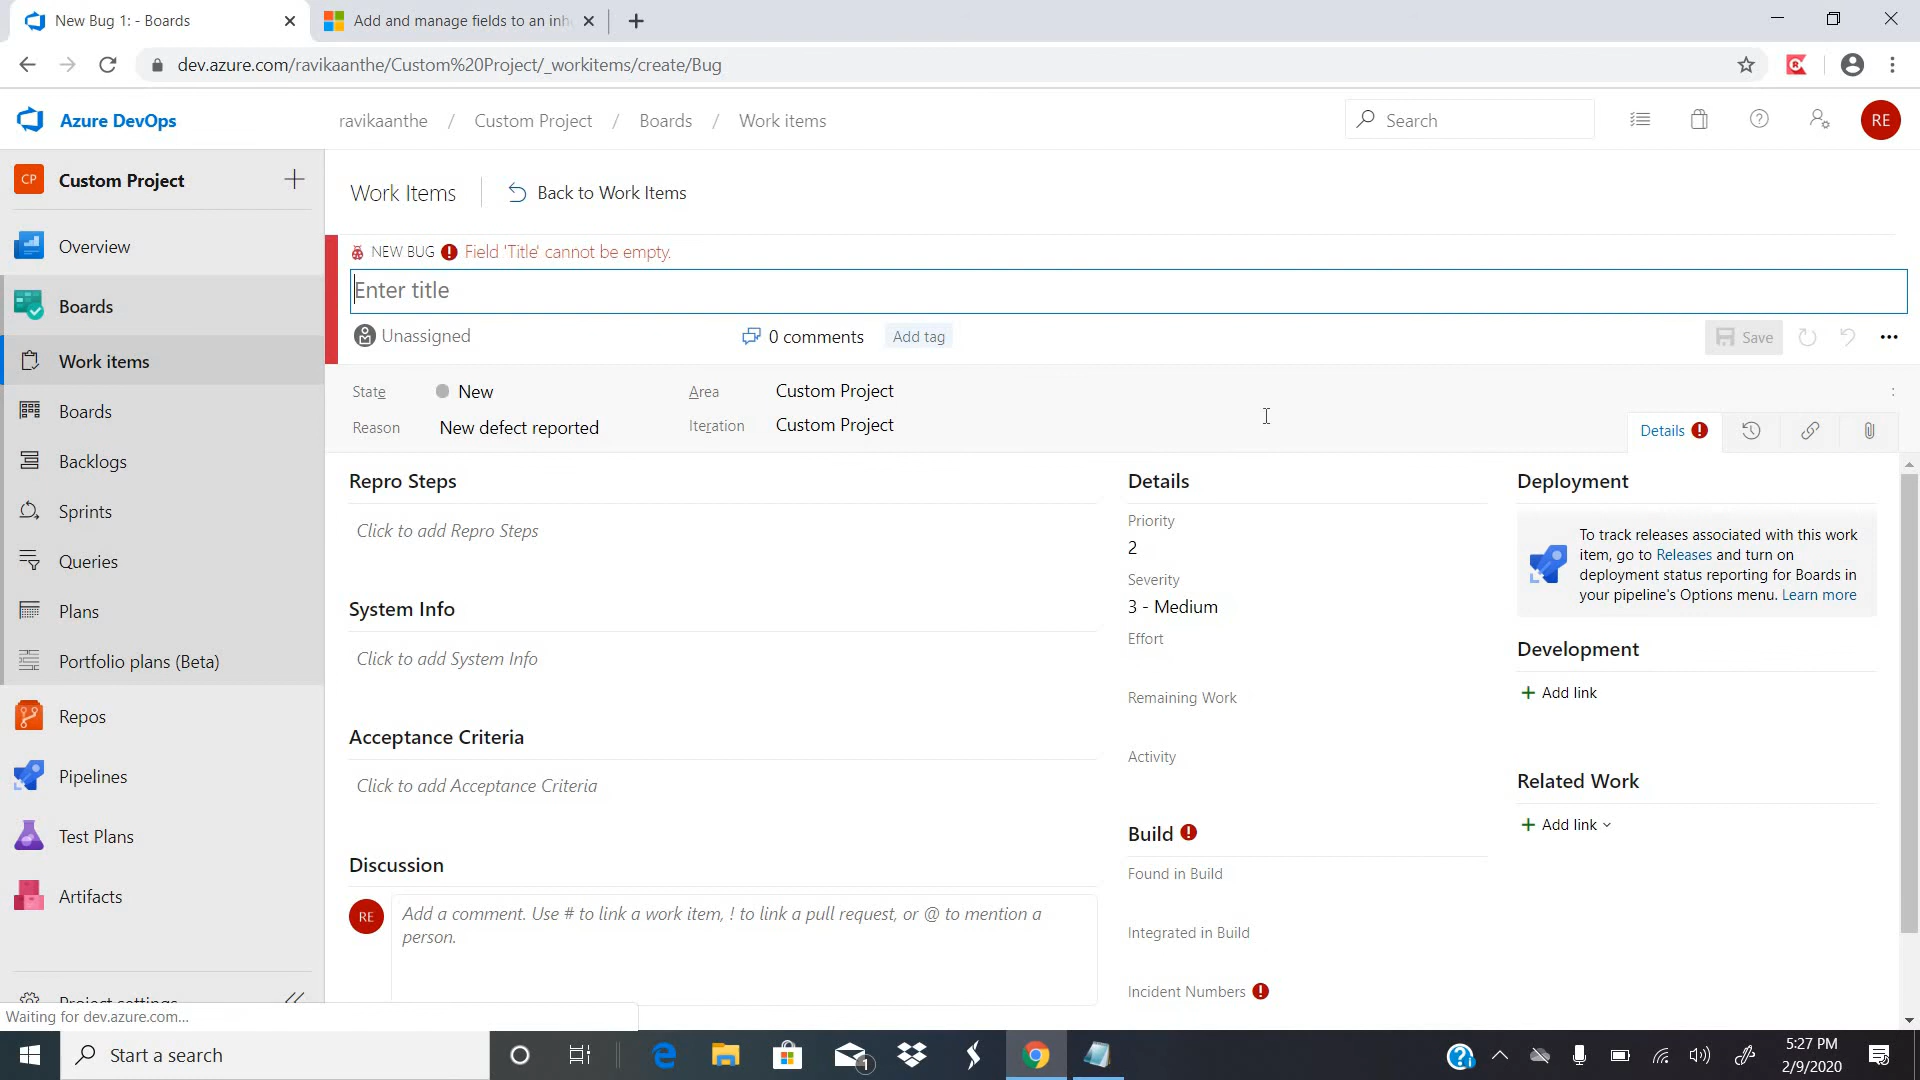 New Bug 1: - Boards
Add and manage fields to an inh
dev.azure.com/ravikaanthe/Custom%20Project/_workitems/create/Bug
Azure DevOps
ravikaanthe / Custom Project / Boards / Work items
Search
RE
CP
Custom Project
Overview
Boards
Work items
Boards
Backlogs
Sprints
Queries
Plans
Portfolio plans (Beta)
Repos
Pipelines
Test Plans
Artifacts
Project settings
Waiting for dev.azure.com...
Work Items
Back to Work Items
NEW BUG
Field 'Title' cannot be empty.
Enter title
Unassigned
0 comments
Add tag
Save
State
New
Area
Custom Project
Reason
New defect reported
Iteration
Custom Project
Details
Repro Steps
Click to add Repro Steps
System Info
Click to add System Info
Acceptance Criteria
Click to add Acceptance Criteria
Discussion
RE
Add a comment. Use # to link a work item, ! to link a pull request, or @ to mention a
person.
Details
Priority
2
Severity
3 - Medium
Effort
Remaining Work
Activity
Build
Found in Build
Integrated in Build
Incident Numbers
Deployment
To track releases associated with this work
item, go to Releases and turn on
deployment status reporting for Boards in
your pipeline's Options menu. Learn more
Development
+ Add link
Related Work
+ Add link
Start a search
1
5:27 PM
2/9/2020